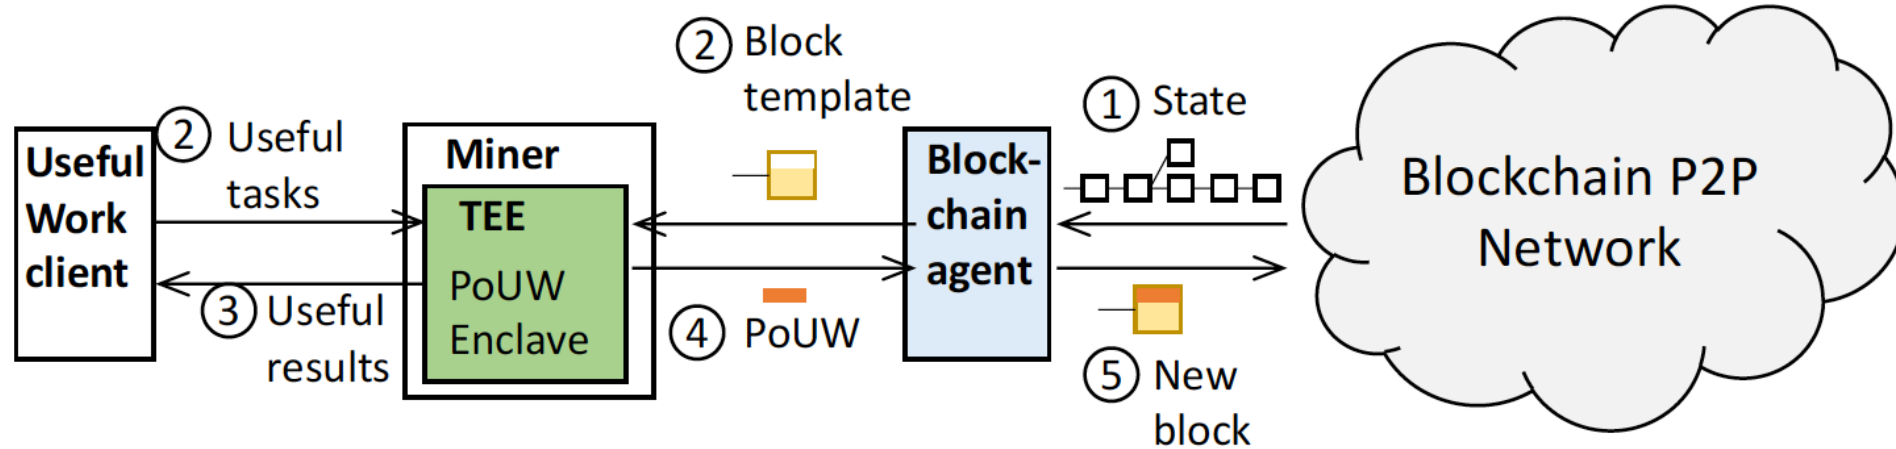 Useful
Work
client
2 Useful
tasks
3 Useful
results
Miner
TEE
PoUW
Enclave
2 Block
template
4 PoUW
Block-
chain
agent
1 State
5 New
block
Blockchain P2P
Network